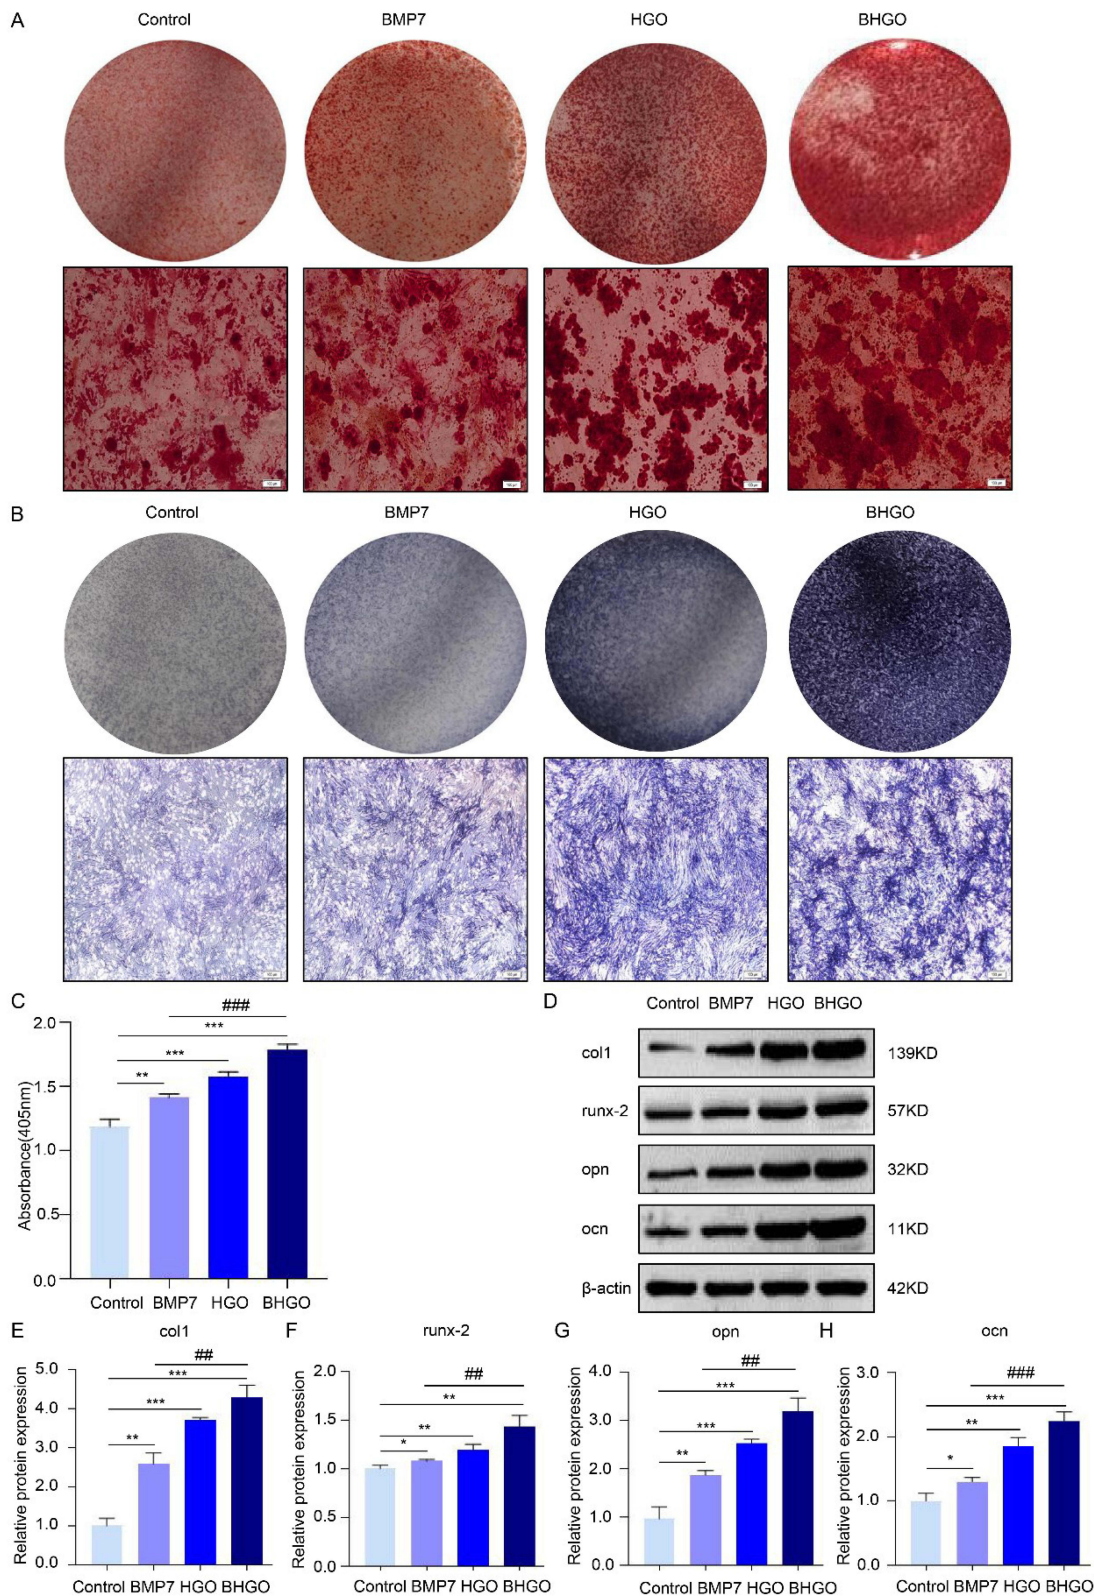 A Control BMP7 HGO BHGO
B Control BMP7 HGO BHGO
C
###
***
***
**
2.0
1.5
1.0
0.5
0.0
Absorbance(405nm)
Control BMP7 HGO BHGO
D Control BMP7 HGO BHGO
col1 139KD
runx-2 57KD
opn 32KD
ocn 11KD
β-actin 42KD
E col1
##
***
***
**
5.0
4.0
3.0
2.0
1.0
0.0
Relative protein expression
Control BMP7 HGO BHGO
F runx-2
##
**
**
*
2.0
1.5
1.0
0.5
0.0
Relative protein expression
Control BMP7 HGO BHGO
G opn
##
***
***
**
4.0
3.0
2.0
1.0
0.0
Relative protein expression
Control BMP7 HGO BHGO
H ocn
###
***
**
*
3.0
2.0
1.0
0.0
Relative protein expression
Control BMP7 HGO BHGO